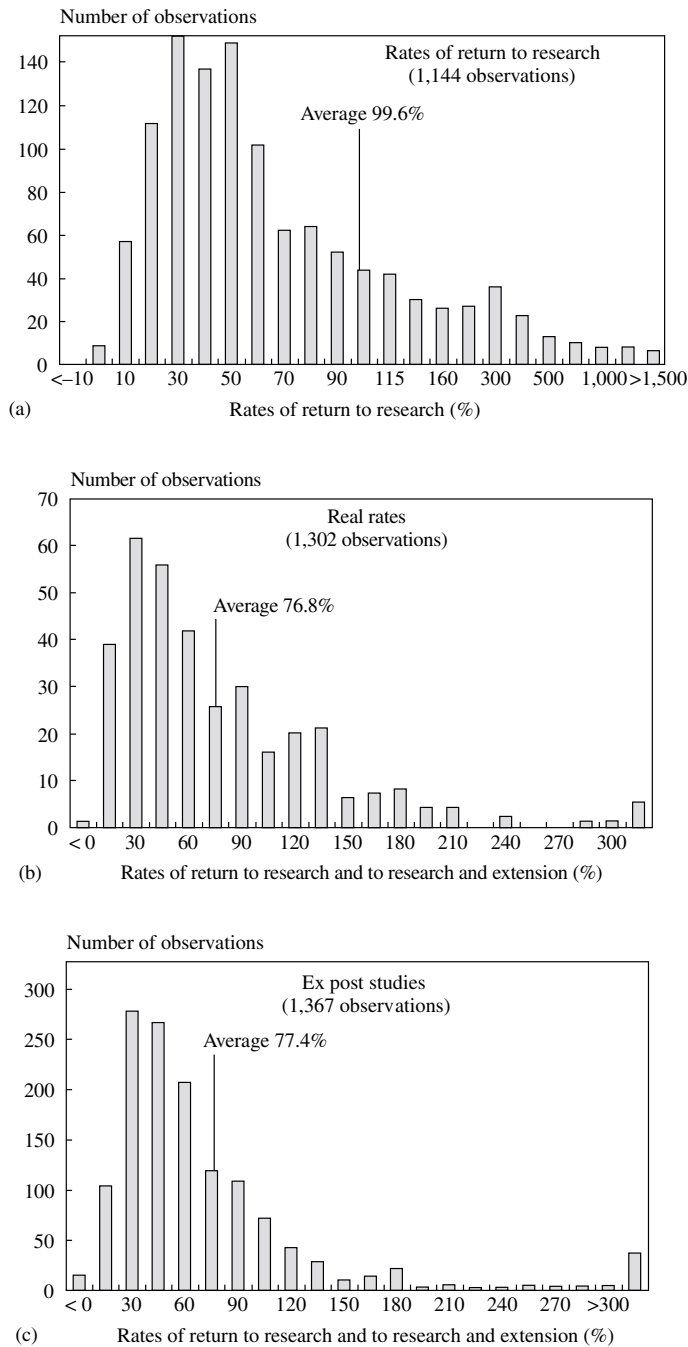 Number of observations
140
120
100
80
60
40
20
0
Rates of return to research
(1,144 observations)
Average 99.6%
<–10 10 30 50 70 90 115 160 300 500 1,000 >1,500
(a) Rates of return to research (%)
Number of observations
70
60
50
40
30
20
10
0
Real rates
(1,302 observations)
Average 76.8%
< 0 30 60 90 120 150 180 210 240 270 300
(b) Rates of return to research and to research and extension (%)
Number of observations
300
250
200
150
100
50
0
Ex post studies
(1,367 observations)
Average 77.4%
< 0 30 60 90 120 150 180 210 240 270 >300
(c) Rates of return to research and to research and extension (%)